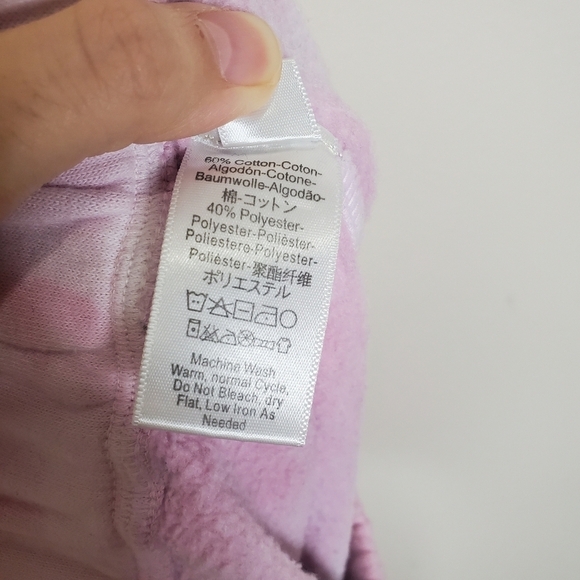 60% Cotton-Coton-
Algodón-Cotone-
Baumwolle-Algodão-
棉-コットン
40% Polyester-
Polyester-Polièster-
Poliestere-Polyester-
Poliéster-聚酯纤维
ポリエステル
Machine Wash
Warm, normal Cycle,
Do Not Bleach, dry
Flat, Low Iron As
Needed